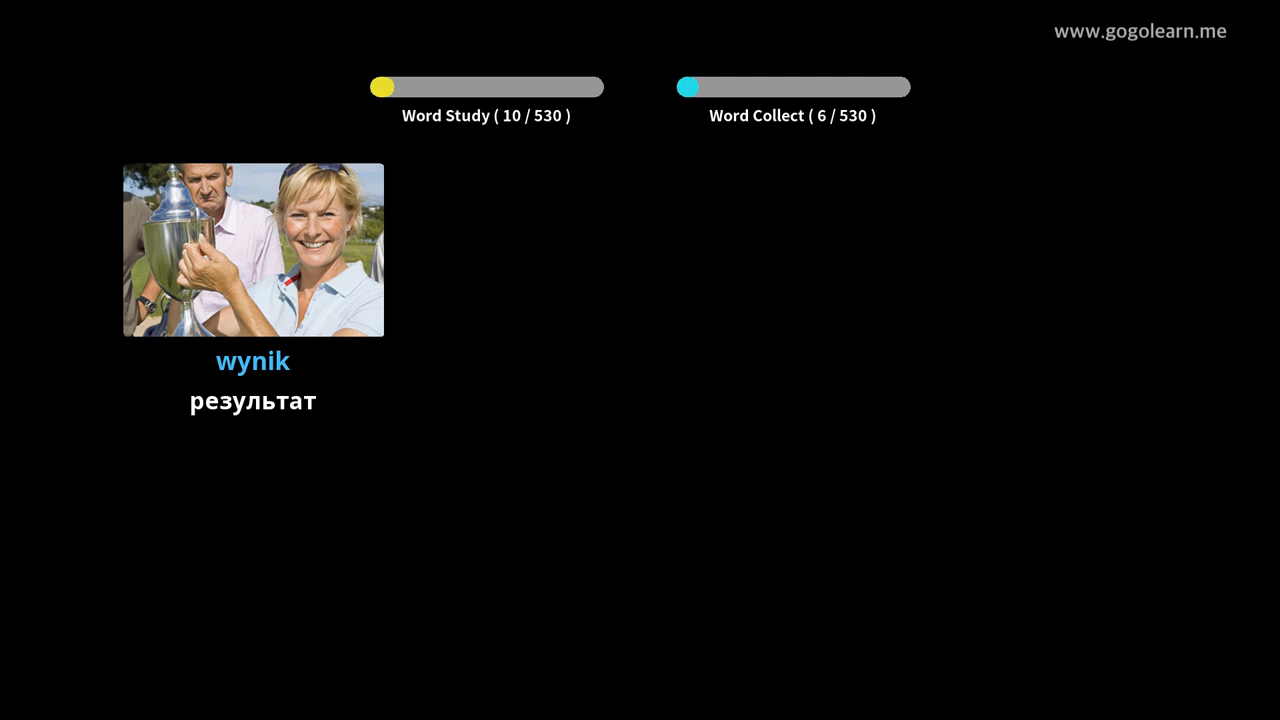 www.gogolearn.me
Word Study ( 10 / 530 )
Word Collect ( 6 / 530 )
wynik
результат